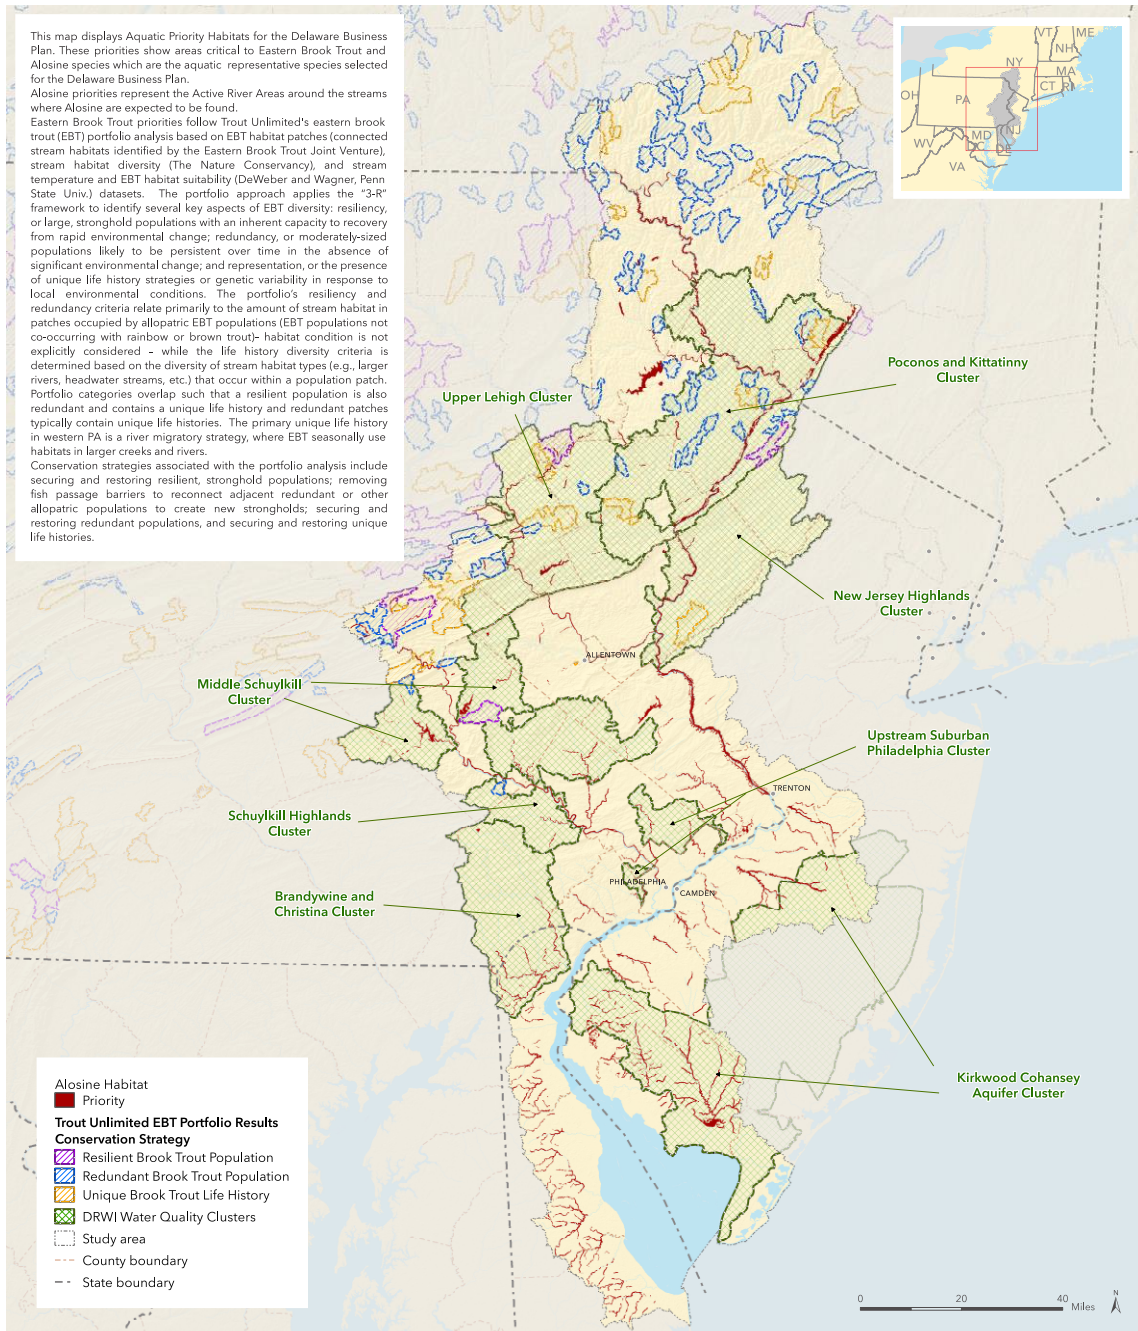 This map displays Aquatic Priority Habitats for the Delaware Business
Plan. These priorities show areas critical to Eastern Brook Trout and
Alosine species which are the aquatic representative species selected
for the Delaware Business Plan.
Alosine priorities represent the Active River Areas around the streams
where Alosine are expected to be found.
Eastern Brook Trout priorities follow Trout Unlimited's eastern brook
trout (EBT) portfolio analysis based on EBT habitat patches (connected
stream habitats identified by the Eastern Brook Trout Joint Venture),
stream habitat diversity (The Nature Conservancy), and stream
temperature and EBT habitat suitability (DeWeber and Wagner, Penn
State Univ.) datasets. The portfolio approach applies the "3-R"
framework to identify several key aspects of EBT diversity: resiliency,
or large, stronghold populations with an inherent capacity to recover
from rapid environmental change; redundancy, or moderately-sized
populations likely to be persistent over time in the absence of
significant environmental change; and representation, or the presence
of unique life history strategies or genetic variability in response to
local environmental conditions. The portfolio's resiliency and
redundancy criteria relate primarily to the amount of stream habitat in
patches occupied by allopatric EBT populations (EBT populations not
co-occurring with rainbow or brown trout)- habitat condition is not
explicitly considered - while the life history diversity criteria is
determined based on the diversity of stream habitat types (e.g., larger
rivers, headwater streams, etc.) that occur within a population patch.
Portfolio categories overlap such that a resilient population is also
redundant and contains a unique life history and redundant patches
typically contain unique life histories. The primary unique life history
in western PA is a river migratory strategy, where EBT seasonally use
habitats in larger creeks and rivers.
Conservation strategies associated with the portfolio analysis include
securing and restoring resilient, stronghold populations; removing
fish passage barriers to reconnect adjacent redundant or other
allopatric populations to create new strongholds; securing and
restoring redundant populations, and securing and restoring unique
life histories.
VT
ME
NY
NH
MA
CT
RI
OH
PA
NJ
MD
DC
DE
WV
VA
Poconos and Kittatinny
Cluster
Upper Lehigh Cluster
New Jersey Highlands
Cluster
ALLENTOWN
Middle Schuylkill
Cluster
Upstream Suburban
Philadelphia Cluster
TRENTON
Schuylkill Highlands
Cluster
PHILADELPHIA
CAMDEN
Brandywine and
Christina Cluster
Kirkwood Cohansey
Aquifer Cluster
Alosine Habitat
Priority
Trout Unlimited EBT Portfolio Results
Conservation Strategy
Resilient Brook Trout Population
Redundant Brook Trout Population
Unique Brook Trout Life History
DRWI Water Quality Clusters
Study area
County boundary
State boundary
0 20 40
Miles
N